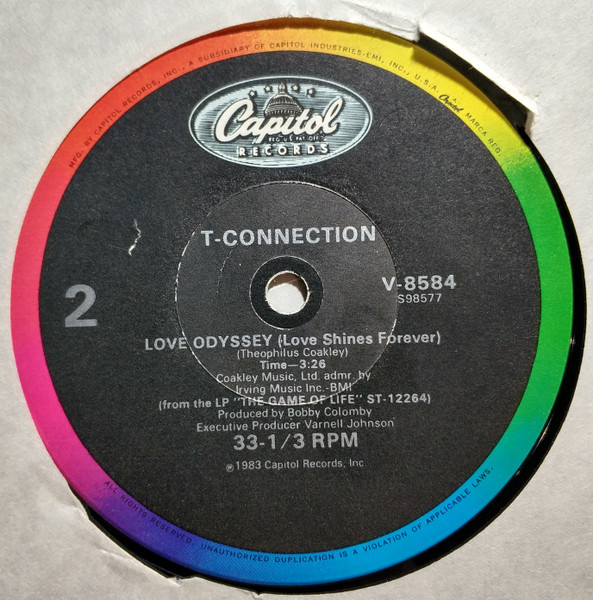 MFG. BY CAPITOL RECORDS, INC., A SUBSIDIARY OF CAPITOL INDUSTRIES-EMI, INC., U.S.A. Capitol MARCA REG.
Capitol
RECORDS
T-CONNECTION
2
V-8584
S98577
LOVE ODYSSEY (Love Shines Forever)
(Theophilus Coakley)
Time—3:26
Coakley Music, Ltd. admr. by
Irving Music Inc.-BMI
(from the LP "THE GAME OF LIFE" ST-12264)
Produced by Bobby Colomby
Executive Producer Varnell Johnson
33-1/3 RPM
℗1983 Capitol Records, Inc.
ALL RIGHTS RESERVED. UNAUTHORIZED DUPLICATION IS A VIOLATION OF APPLICABLE LAWS.